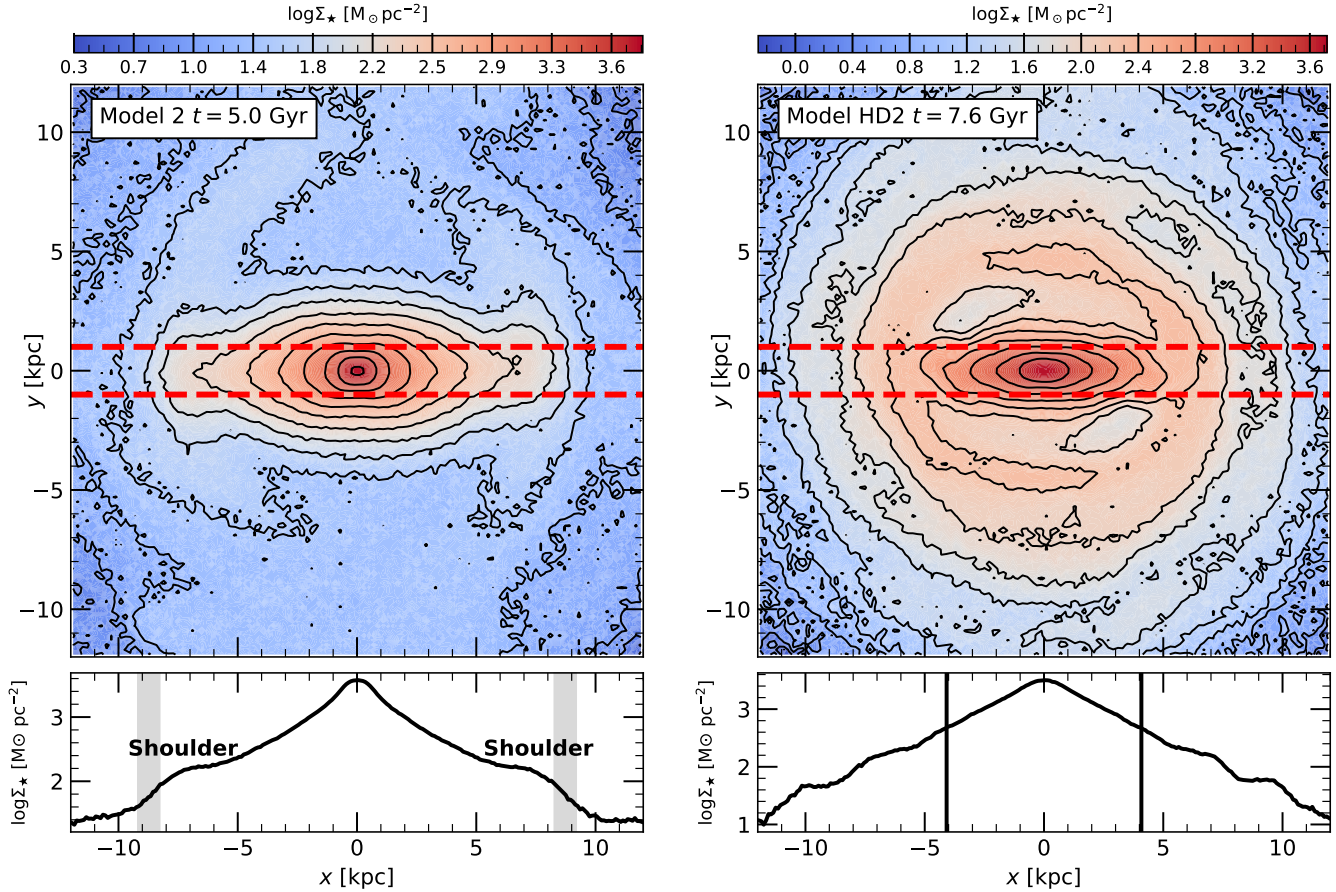 logΣ⋆ [M⊙ pc⁻²]
0.3 0.7 1.0 1.4 1.8 2.2 2.5 2.9 3.3 3.6
Model 2 t = 5.0 Gyr
10
5
0
−5
−10
y [kpc]
3
2
logΣ⋆ [M⊙ pc⁻²]
Shoulder Shoulder
−10 −5 0 5 10
x [kpc]
logΣ⋆ [M⊙ pc⁻²]
0.0 0.4 0.8 1.2 1.6 2.0 2.4 2.8 3.2 3.6
Model HD2 t = 7.6 Gyr
10
5
0
−5
−10
y [kpc]
3
2
1
logΣ⋆ [M⊙ pc⁻²]
−10 −5 0 5 10
x [kpc]